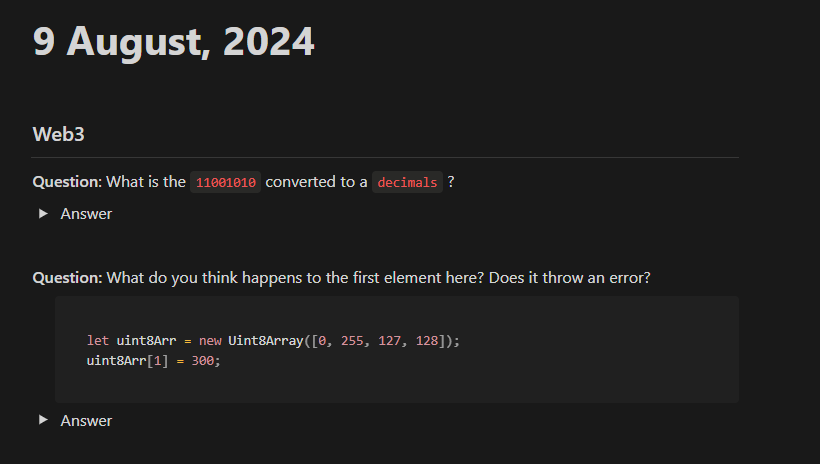 9 August, 2024
Web3
Question: What is the 11001010 converted to a decimals ?
Answer
Question: What do you think happens to the first element here? Does it throw an error?
let uint8Arr = new Uint8Array([0, 255, 127, 128]);
uint8Arr[1] = 300;
Answer